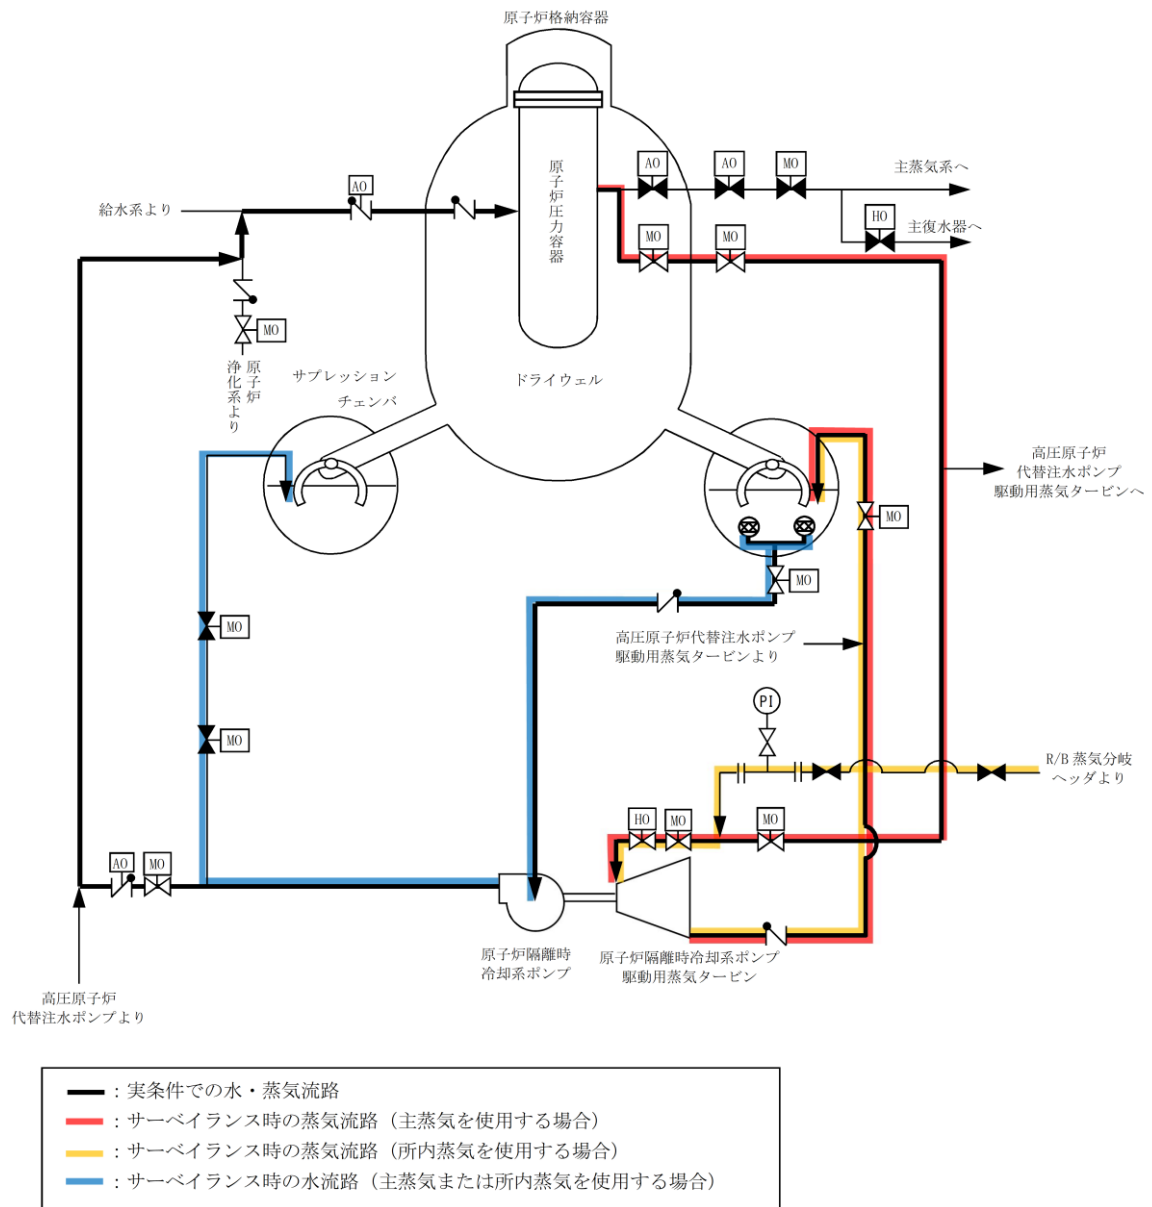 原子炉格納容器
原子炉圧力容器
AO
AO
MO
主蒸気系へ
HO
主復水器へ
AO
給水系より
MO
MO
MO
原子炉
浄化系より
サプレッション
チェンバ
ドライウェル
高圧原子炉
代替注水ポンプ
駆動用蒸気タービンへ
MO
MO
MO
高圧原子炉代替注水ポンプ
駆動用蒸気タービンより
PI
MO
R/B 蒸気分岐
ヘッダより
HO
MO
MO
AO
MO
原子炉隔離時
冷却系ポンプ
原子炉隔離時冷却系ポンプ
駆動用蒸気タービン
高圧原子炉
代替注水ポンプより
:実条件での水・蒸気流路
:サーベイランス時の蒸気流路（主蒸気を使用する場合）
:サーベイランス時の蒸気流路（所内蒸気を使用する場合）
:サーベイランス時の水流路（主蒸気または所内蒸気を使用する場合）